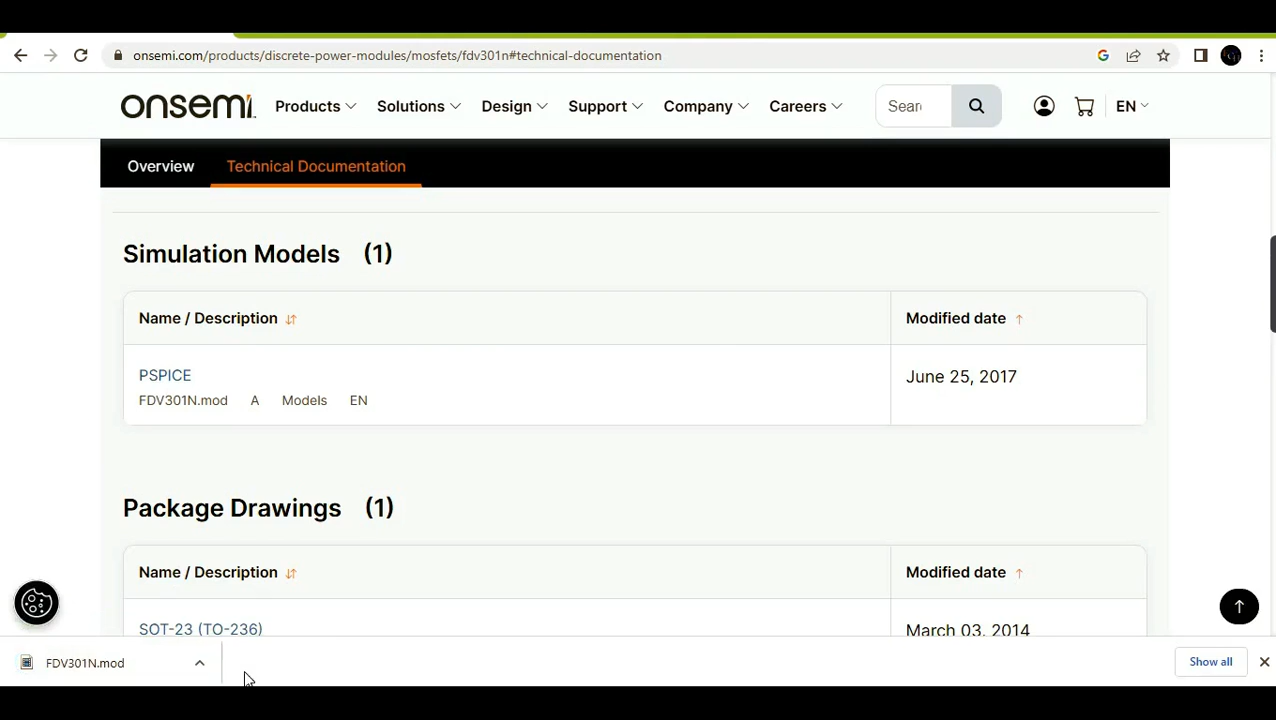 onsemi.com/products/discrete-power-modules/mosfets/fdv301n#technical-documentation
onsemi Products Solutions Design Support Company Careers Sear EN
Overview Technical Documentation
Simulation Models (1)
Name / Description Modified date
PSPICE June 25, 2017
FDV301N.mod A Models EN
Package Drawings (1)
Name / Description Modified date
SOT-23 (TO-236) March 03, 2014
FDV301N.mod Show all